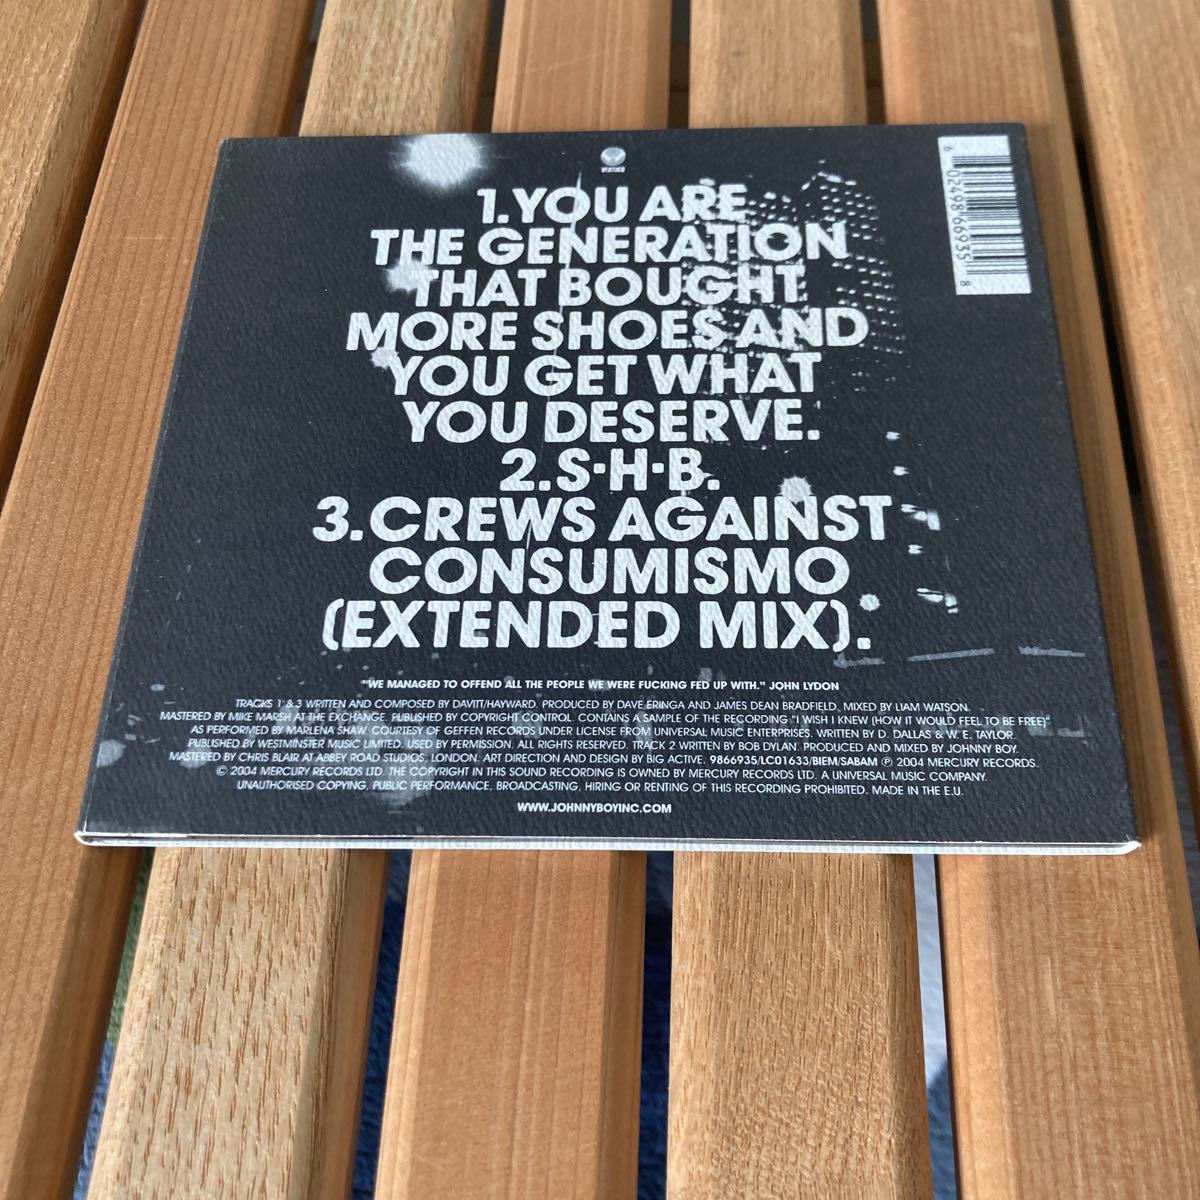 VERTIGO
1.YOU ARE
THE GENERATION
THAT BOUGHT
MORE SHOES AND
YOU GET WHAT
YOU DESERVE.
2.S·H·B.
3.CREWS AGAINST
CONSUMISMO
(EXTENDED MIX).
6 02498 66935 8
"WE MANAGED TO OFFEND ALL THE PEOPLE WE WERE FUCKING FED UP WITH." JOHN LYDON
TRACKS 1 & 3 WRITTEN AND COMPOSED BY DAVITT/HAYWARD. PRODUCED BY DAVE ERINGA AND JAMES DEAN BRADFIELD. MIXED BY LIAM WATSON.
MASTERED BY MIKE MARSH AT THE EXCHANGE. PUBLISHED BY COPYRIGHT CONTROL. CONTAINS A SAMPLE OF THE RECORDING "I WISH I KNEW (HOW IT WOULD FEEL TO BE FREE)"
AS PERFORMED BY MARLENA SHAW. COURTESY OF GEFFEN RECORDS UNDER LICENSE FROM UNIVERSAL MUSIC ENTERPRISES. WRITTEN BY D. DALLAS & W. E. TAYLOR.
PUBLISHED BY WESTMINSTER MUSIC LIMITED. USED BY PERMISSION. ALL RIGHTS RESERVED. TRACK 2 WRITTEN BY BOB DYLAN. PRODUCED AND MIXED BY JOHNNY BOY.
MASTERED BY CHRIS BLAIR AT ABBEY ROAD STUDIOS, LONDON. ART DIRECTION AND DESIGN BY BIG ACTIVE. 9866935/LC01633/BIEM/SABAM ℗ 2004 MERCURY RECORDS.
© 2004 MERCURY RECORDS LTD. THE COPYRIGHT IN THIS SOUND RECORDING IS OWNED BY MERCURY RECORDS LTD. A UNIVERSAL MUSIC COMPANY.
UNAUTHORISED COPYING, PUBLIC PERFORMANCE, BROADCASTING, HIRING OR RENTING OF THIS RECORDING PROHIBITED. MADE IN THE E.U.
WWW.JOHNNYBOYINC.COM